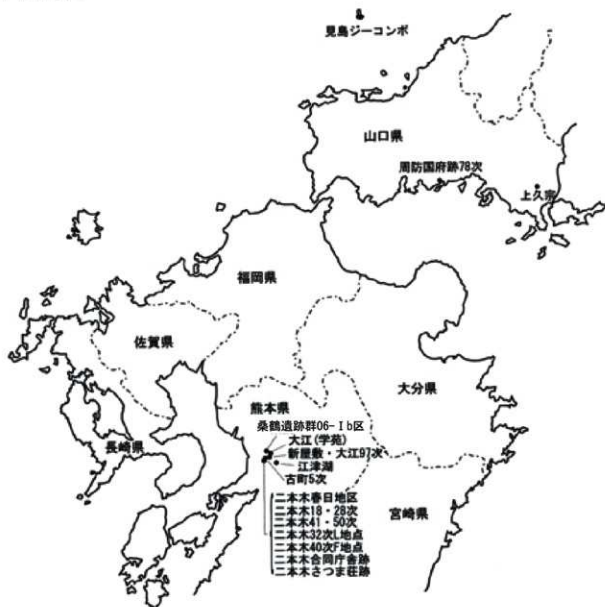 見島ジーコンボ
山口県
周防国府跡78次
上久宗
福岡県
佐賀県
大分県
熊本県
桑鶴遺跡群06-Ⅰb区
大江(学苑)
新屋敷・大江97次
長崎県
江津湖
古町5次
二本木春日地区
二本木18・28次
二本木41・50次
宮崎県
二本木32次L地点
二本木40次F地点
二本木合同庁舎跡
二本木さつま荘跡